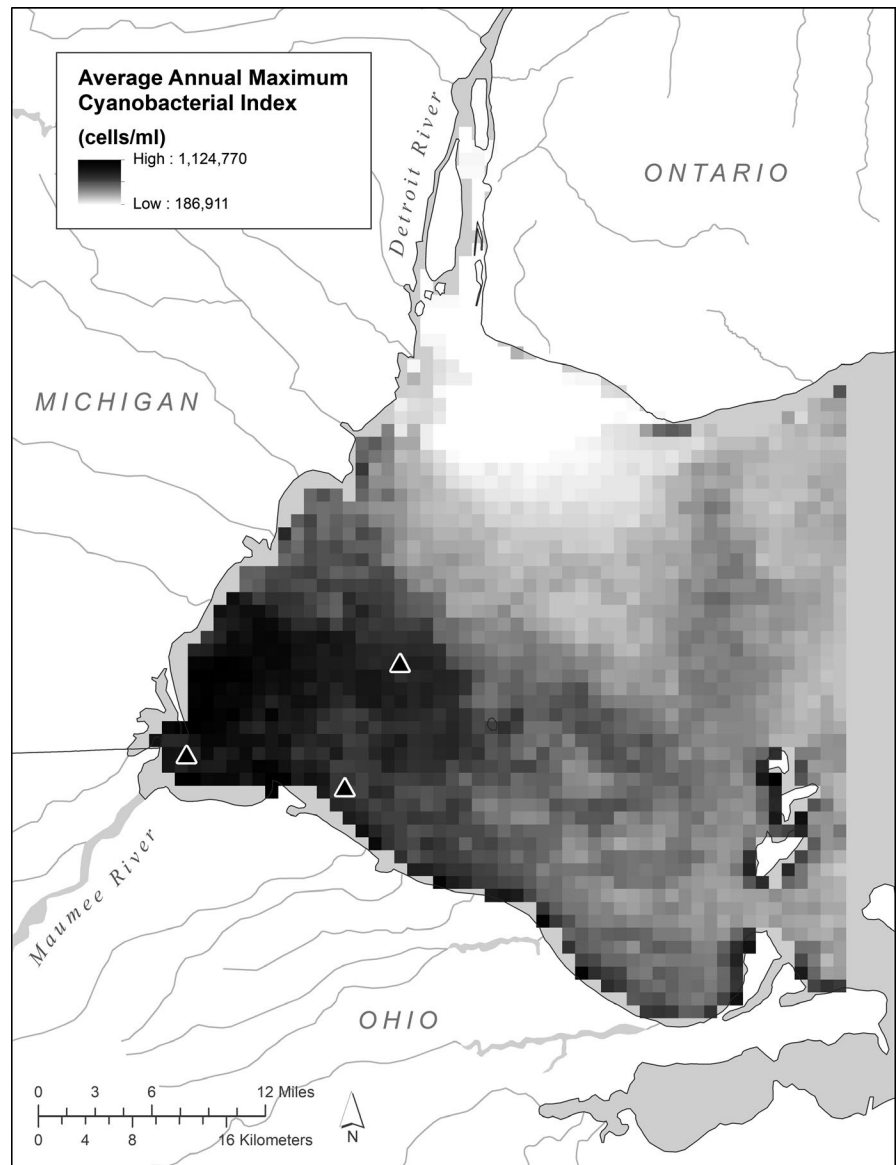 Average Annual Maximum
Cyanobacterial Index
(cells/ml)
High : 1,124,770
Low : 186,911
Detroit River
ONTARIO
MICHIGAN
Maumee River
OHIO
0 3 6 12 Miles
0 4 8 16 Kilometers
N